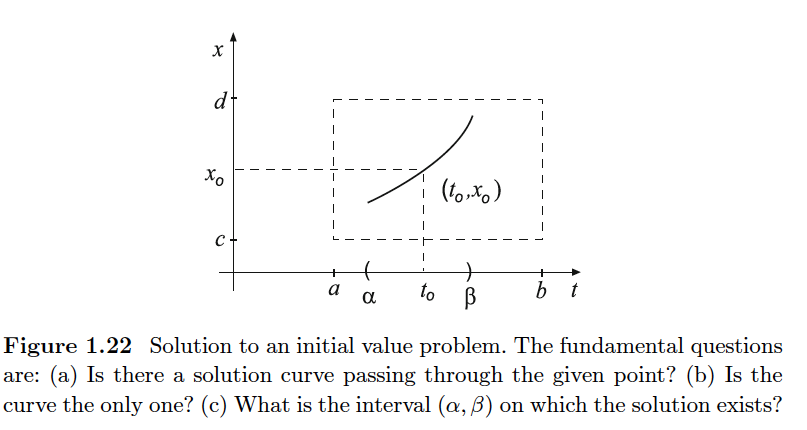 x
d
x₀
(t₀,x₀)
c
a α t₀ β b t
Figure 1.22 Solution to an initial value problem. The fundamental questions
are: (a) Is there a solution curve passing through the given point? (b) Is the
curve the only one? (c) What is the interval (α, β) on which the solution exists?